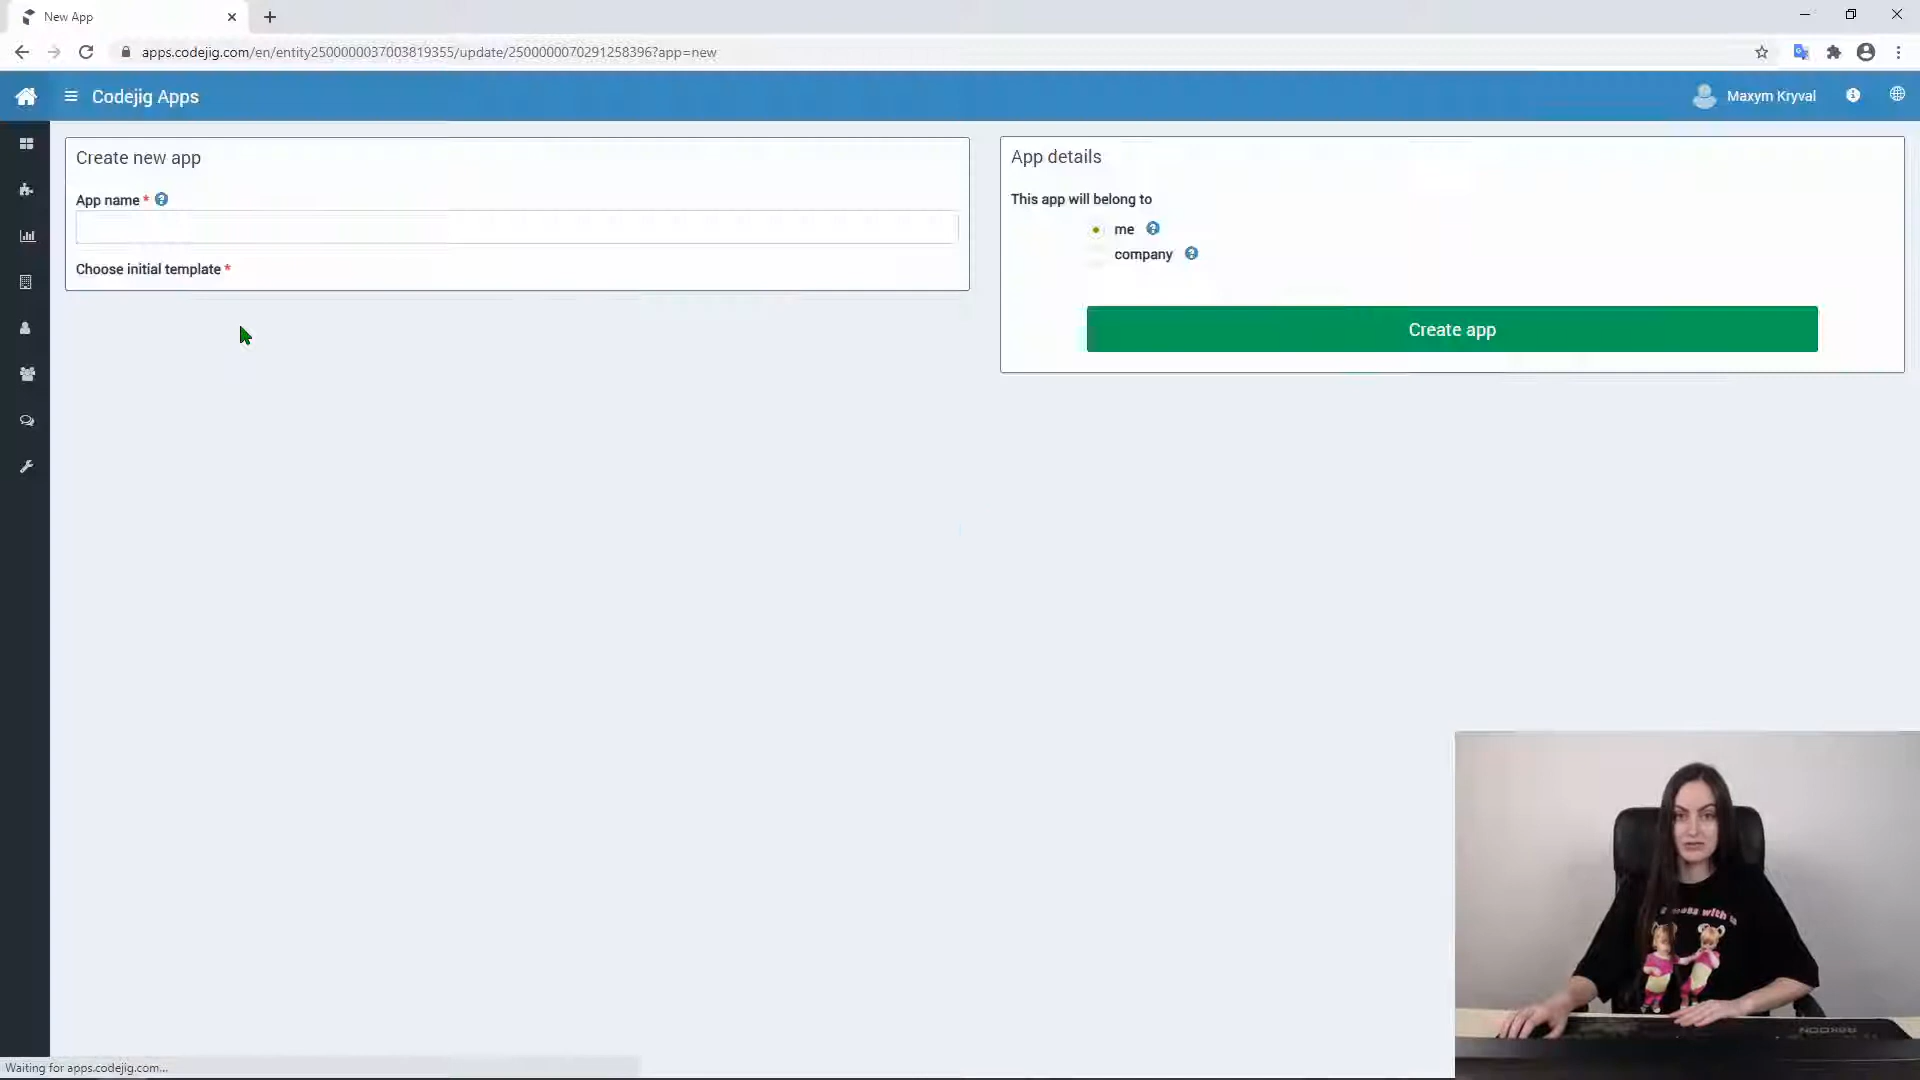 New App
apps.codejig.com/en/entity2500000037003819355/update/2500000070291258396?app=new
Codejig Apps
Maxym Kryval
Create new app
App name *
Choose initial template *
App details
This app will belong to
me
company
Create app
Waiting for apps.codejig.com...